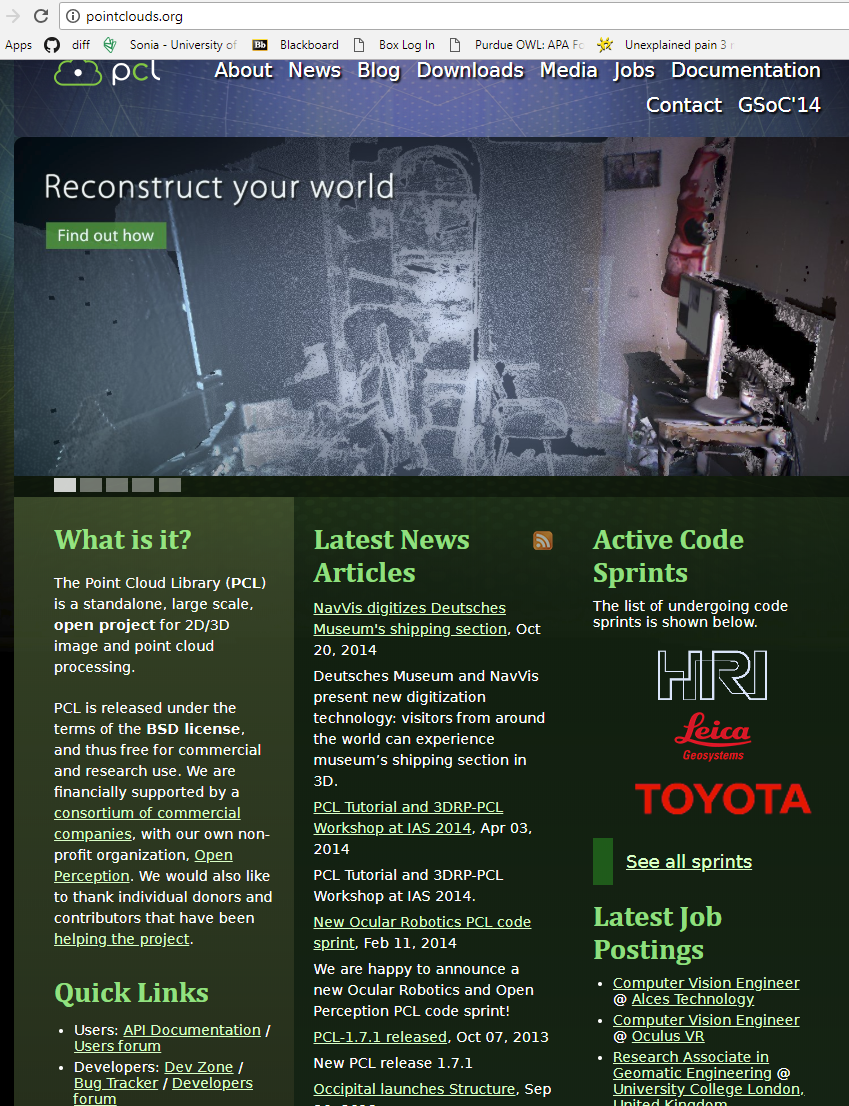 pointclouds.org
Apps diff Sonia - University of Bb Blackboard Box Log In Purdue OWL: APA Fo Unexplained pain 3 r
pcl About News Blog Downloads Media Jobs Documentation
Contact GSoC'14
Reconstruct your world
Find out how
What is it?
The Point Cloud Library (PCL)
is a standalone, large scale,
open project for 2D/3D
image and point cloud
processing.
PCL is released under the
terms of the BSD license,
and thus free for commercial
and research use. We are
financially supported by a
consortium of commercial
companies, with our own non-
profit organization, Open
Perception. We would also like
to thank individual donors and
contributors that have been
helping the project.
Quick Links
• Users: API Documentation /
Users forum
• Developers: Dev Zone /
Bug Tracker / Developers
forum
Latest News
Articles
NavVis digitizes Deutsches
Museum's shipping section, Oct
20, 2014
Deutsches Museum and NavVis
present new digitization
technology: visitors from around
the world can experience
museum’s shipping section in
3D.
PCL Tutorial and 3DRP-PCL
Workshop at IAS 2014, Apr 03,
2014
PCL Tutorial and 3DRP-PCL
Workshop at IAS 2014.
New Ocular Robotics PCL code
sprint, Feb 11, 2014
We are happy to announce a
new Ocular Robotics and Open
Perception PCL code sprint!
PCL-1.7.1 released, Oct 07, 2013
New PCL release 1.7.1
Occipital launches Structure, Sep
Active Code
Sprints
The list of undergoing code
sprints is shown below.
HRI
Leica
Geosystems
TOYOTA
See all sprints
Latest Job
Postings
• Computer Vision Engineer
@ Alces Technology
• Computer Vision Engineer
@ Oculus VR
• Research Associate in
Geomatic Engineering @
University College London,
United Kingdom